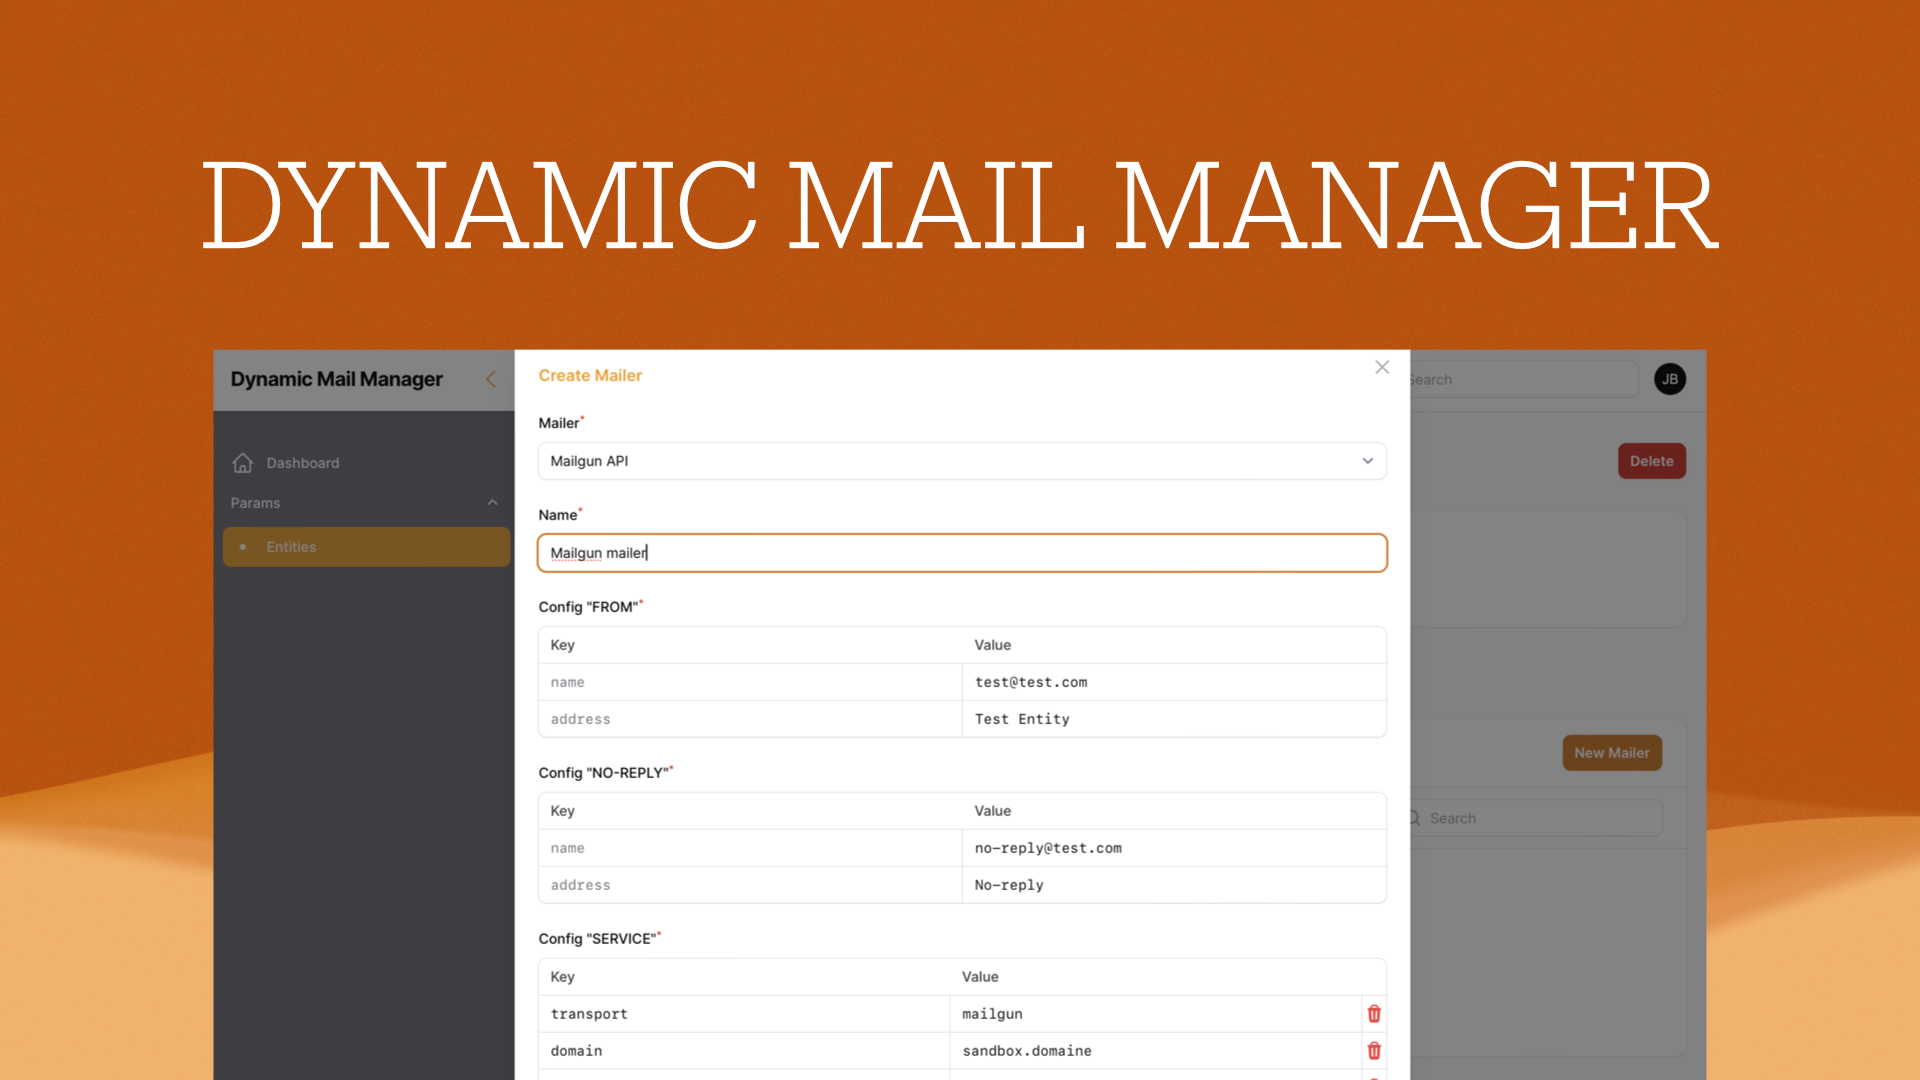 DYNAMIC MAIL MANAGER
Dynamic Mail Manager
Create Mailer
Search
JB
Mailer*
Mailgun API
Dashboard
Delete
Params
Name*
Entities
Mailgun mailer
Config "FROM"*
Key Value
name test@test.com
address Test Entity
New Mailer
Config "NO-REPLY"*
Key Value
Search
name no-reply@test.com
address No-reply
Config "SERVICE"*
Key Value
transport mailgun
domain sandbox.domaine